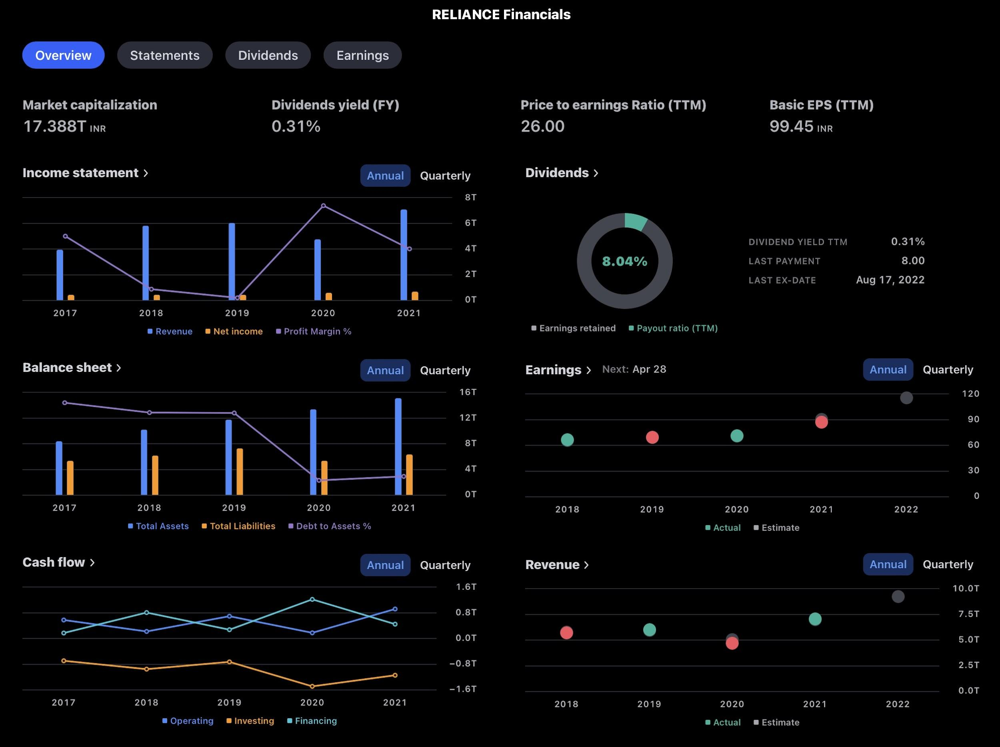 RELIANCE Financials
Overview
Statements
Dividends
Earnings
Market capitalization
17.388T INR
Dividends yield (FY)
0.31%
Price to earnings Ratio (TTM)
26.00
Basic EPS (TTM)
99.45 INR
Income statement
Annual
Quarterly
8T
6T
4T
2T
0T
2017 2018 2019 2020 2021
Revenue Net income Profit Margin %
Dividends
8.04%
DIVIDEND YIELD TTM 0.31%
LAST PAYMENT 8.00
LAST EX-DATE Aug 17, 2022
Earnings retained Payout ratio (TTM)
Balance sheet
Annual
Quarterly
16T
12T
8T
4T
0T
2017 2018 2019 2020 2021
Total Assets Total Liabilities Debt to Assets %
Earnings Next: Apr 28
Annual
Quarterly
120
90
60
30
0
2018 2019 2020 2021 2022
Actual Estimate
Cash flow
Annual
Quarterly
1.6T
0.8T
0.0T
−0.8T
−1.6T
2017 2018 2019 2020 2021
Operating Investing Financing
Revenue
Annual
Quarterly
10.0T
7.5T
5.0T
2.5T
0.0T
2018 2019 2020 2021 2022
Actual Estimate